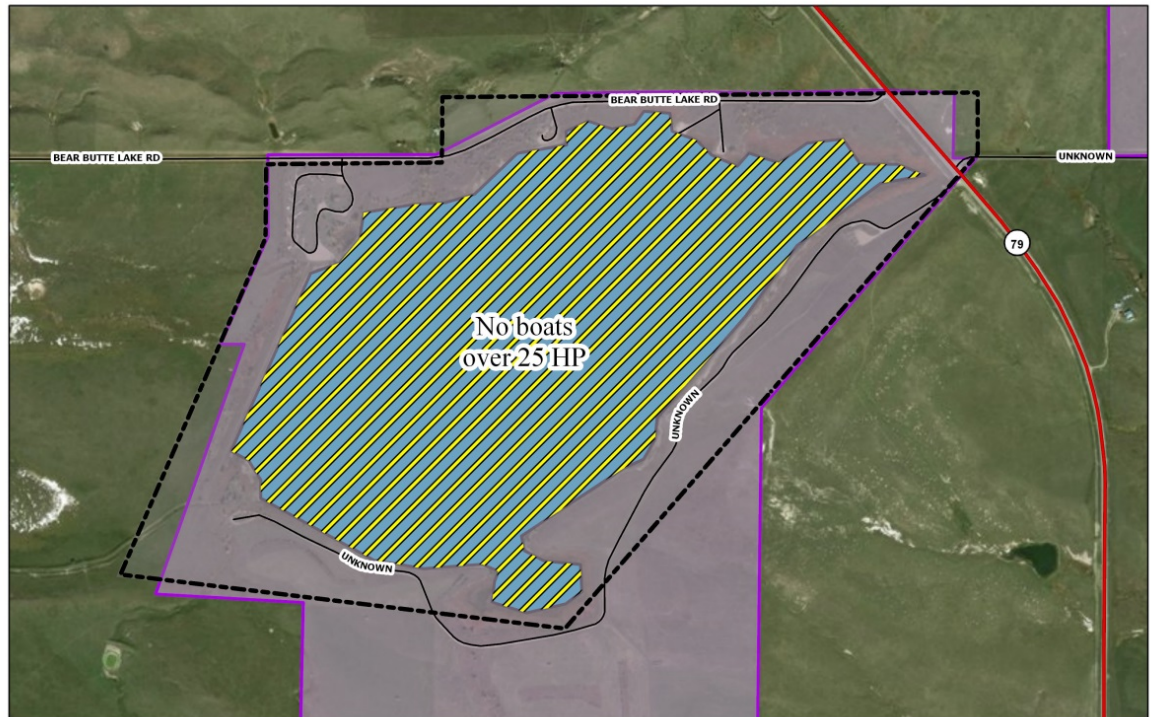 BEAR BUTTE LAKE RD
BEAR BUTTE LAKE RD
UNKNOWN
79
No boats
over 25 HP
UNKNOWN
UNKNOWN